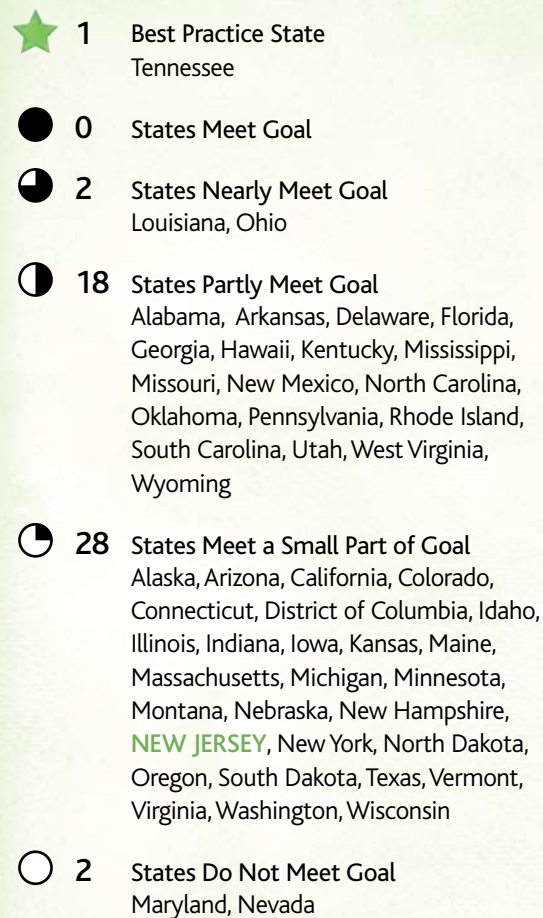 1 Best Practice State
Tennessee
0 States Meet Goal
2 States Nearly Meet Goal
Louisiana, Ohio
18 States Partly Meet Goal
Alabama, Arkansas, Delaware, Florida,
Georgia, Hawaii, Kentucky, Mississippi,
Missouri, New Mexico, North Carolina,
Oklahoma, Pennsylvania, Rhode Island,
South Carolina, Utah, West Virginia,
Wyoming
28 States Meet a Small Part of Goal
Alaska, Arizona, California, Colorado,
Connecticut, District of Columbia, Idaho,
Illinois, Indiana, Iowa, Kansas, Maine,
Massachusetts, Michigan, Minnesota,
Montana, Nebraska, New Hampshire,
NEW JERSEY, New York, North Dakota,
Oregon, South Dakota, Texas, Vermont,
Virginia, Washington, Wisconsin
2 States Do Not Meet Goal
Maryland, Nevada